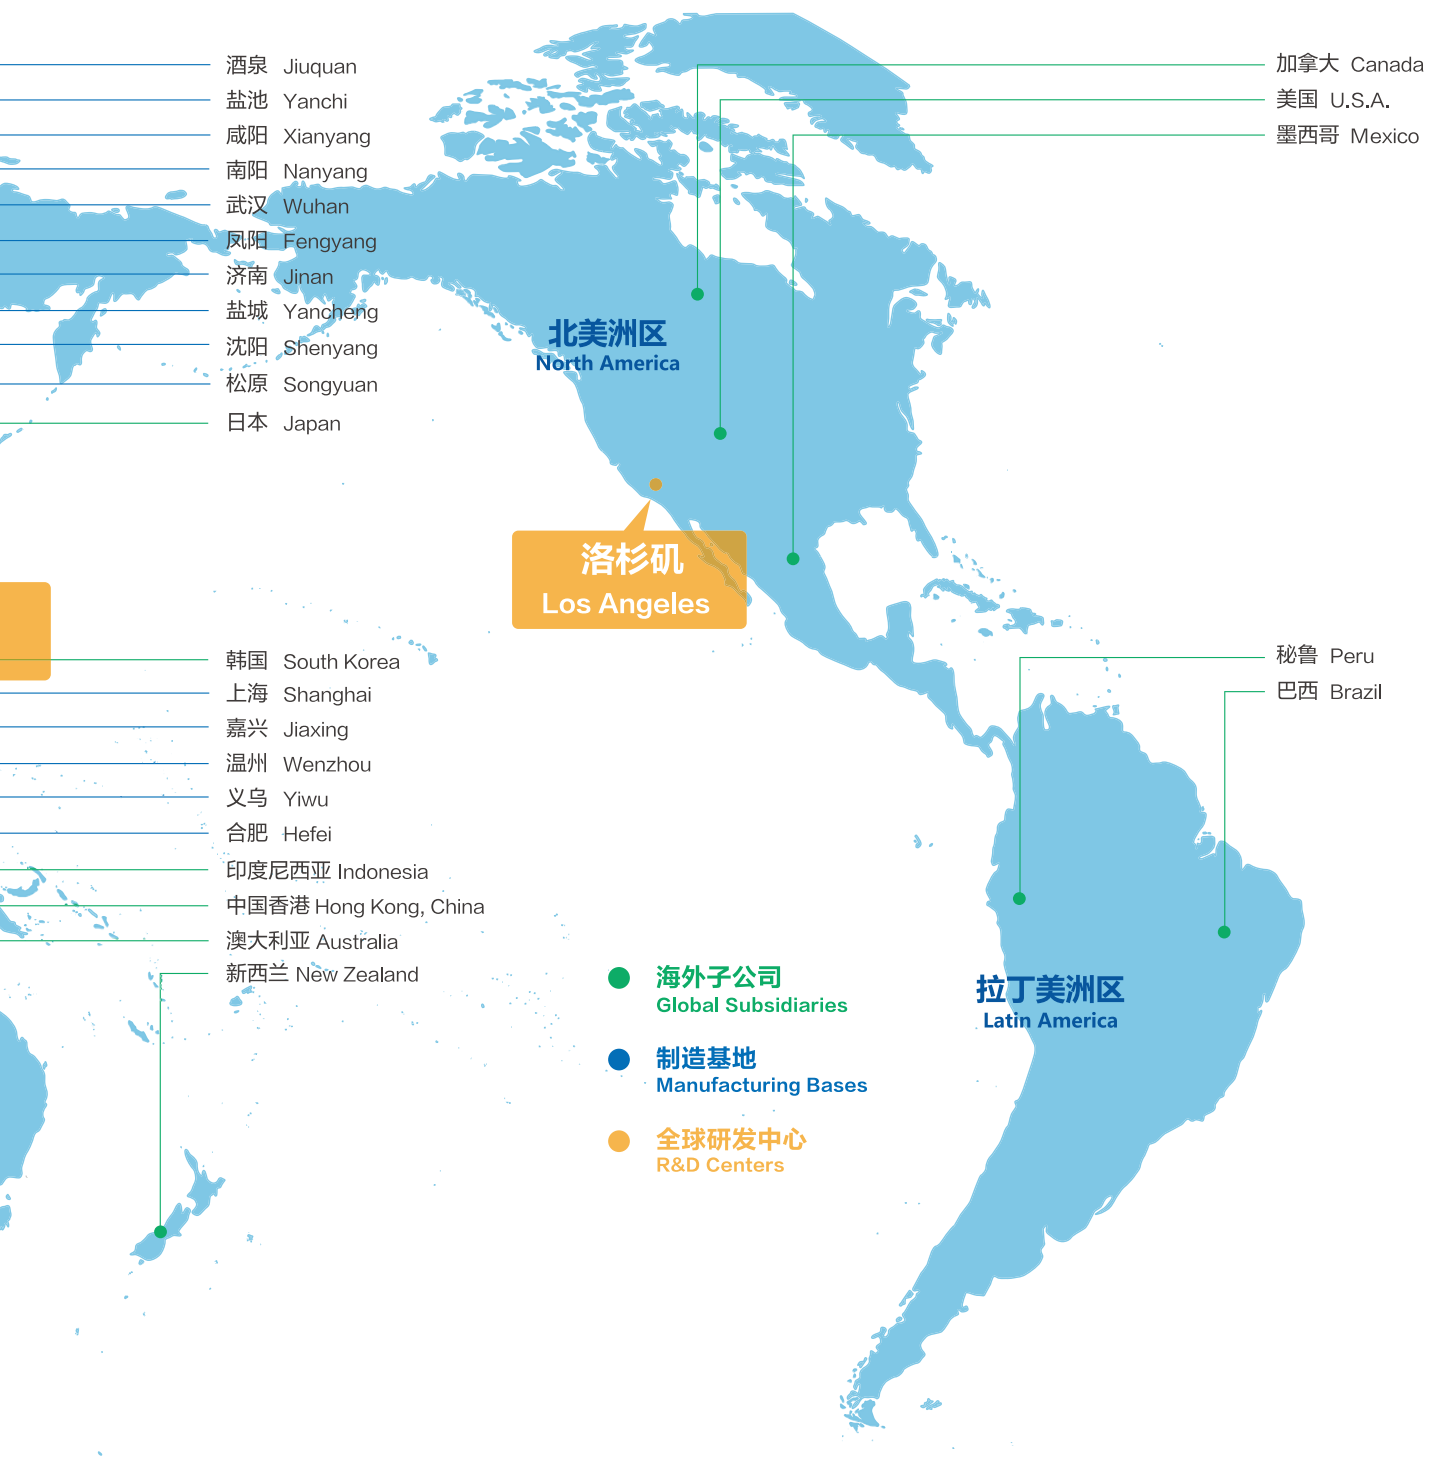 酒泉 Jiuquan
盐池 Yanchi
咸阳 Xianyang
南阳 Nanyang
武汉 Wuhan
凤阳 Fengyang
济南 Jinan
盐城 Yancheng
沈阳 Shenyang
松原 Songyuan
日本 Japan
加拿大 Canada
美国 U.S.A.
墨西哥 Mexico
北美洲区
North America
洛杉矶
Los Angeles
韩国 South Korea
上海 Shanghai
嘉兴 Jiaxing
温州 Wenzhou
义乌 Yiwu
合肥 Hefei
印度尼西亚 Indonesia
中国香港 Hong Kong, China
澳大利亚 Australia
新西兰 New Zealand
秘鲁 Peru
巴西 Brazil
拉丁美洲区
Latin America
海外子公司
Global Subsidiaries
制造基地
Manufacturing Bases
全球研发中心
R&D Centers